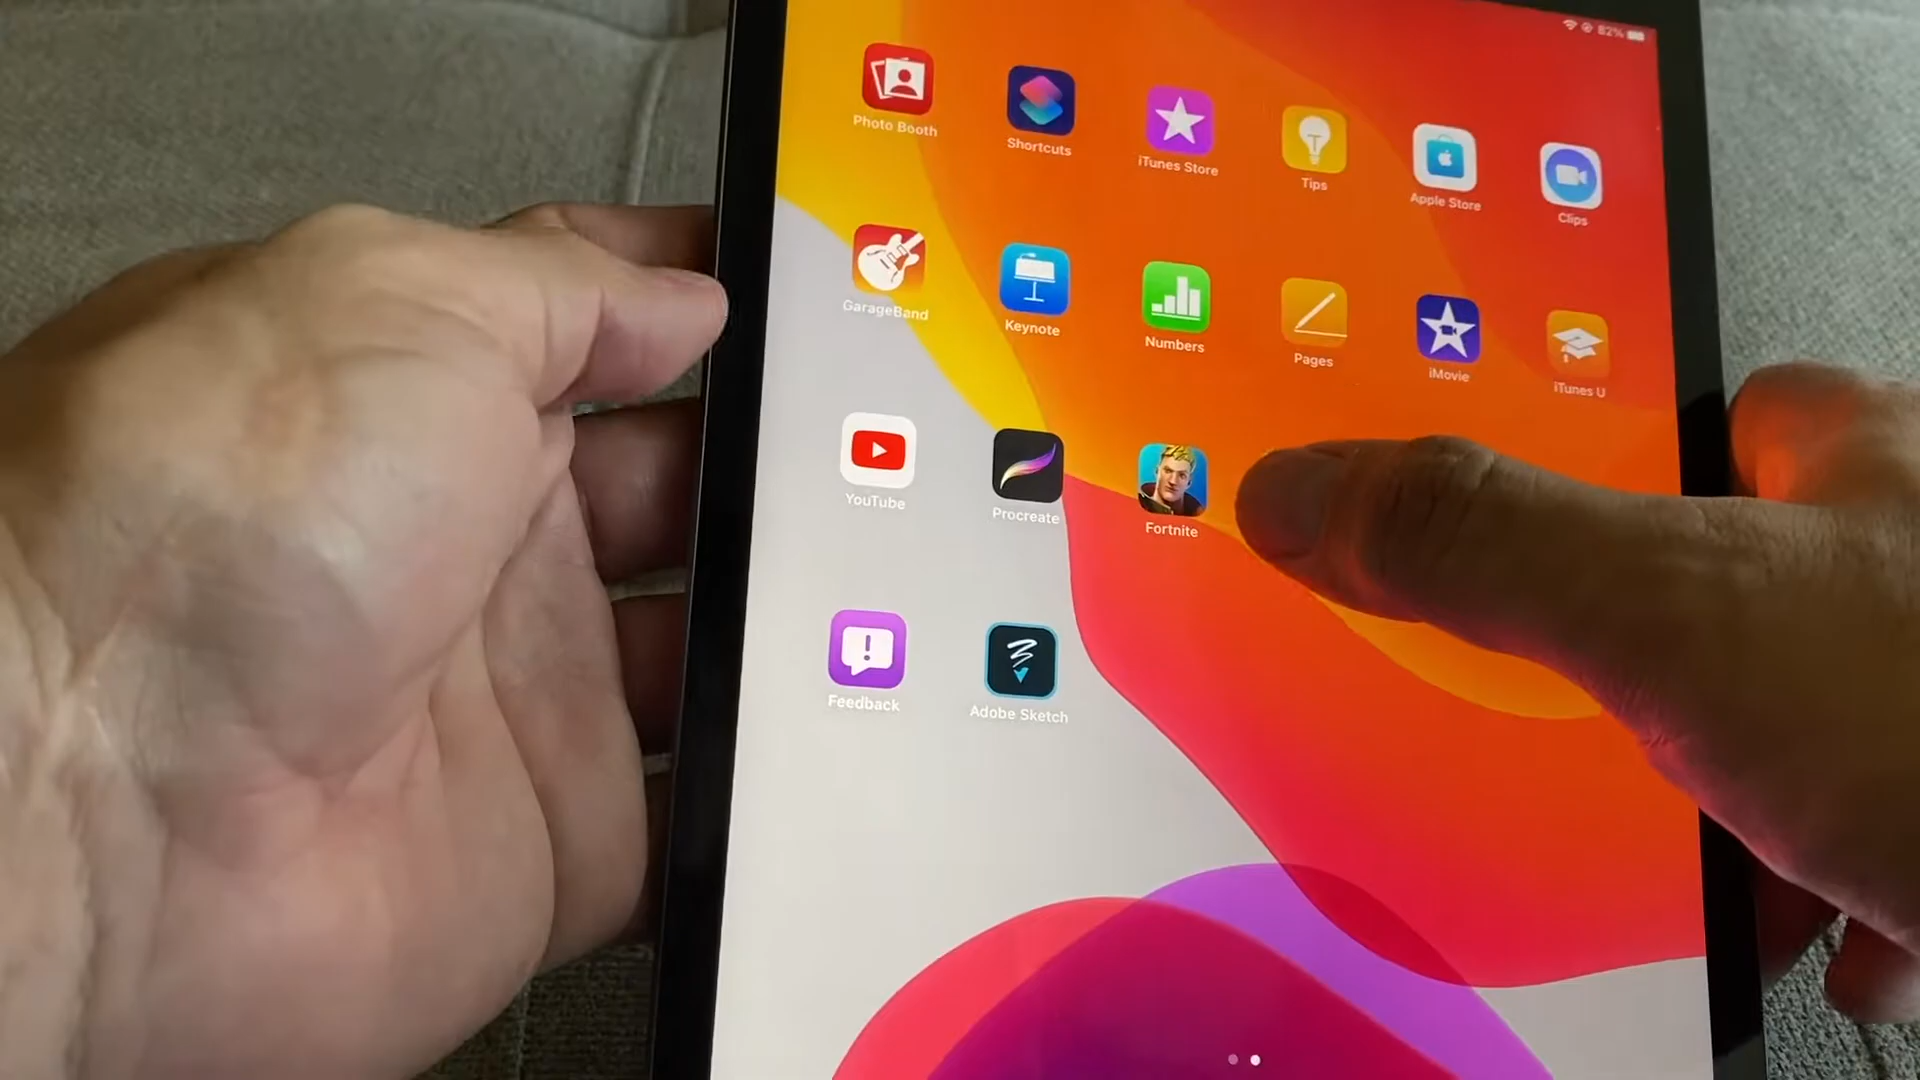 82%
Photo Booth
Shortcuts
iTunes Store
Tips
Apple Store
Clips
GarageBand
Keynote
Numbers
Pages
iMovie
iTunes U
YouTube
Procreate
Fortnite
Feedback
Adobe Sketch